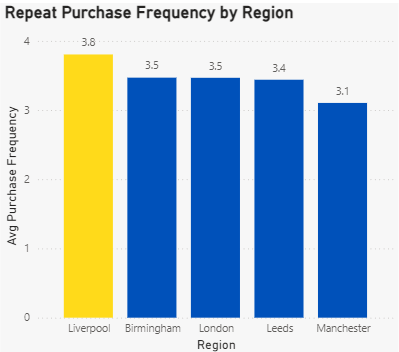 Repeat Purchase Frequency by Region
4
3
2
1
0
Avg Purchase Frequency
3.8
3.5
3.5
3.4
3.1
Liverpool
Birmingham
London
Leeds
Manchester
Region